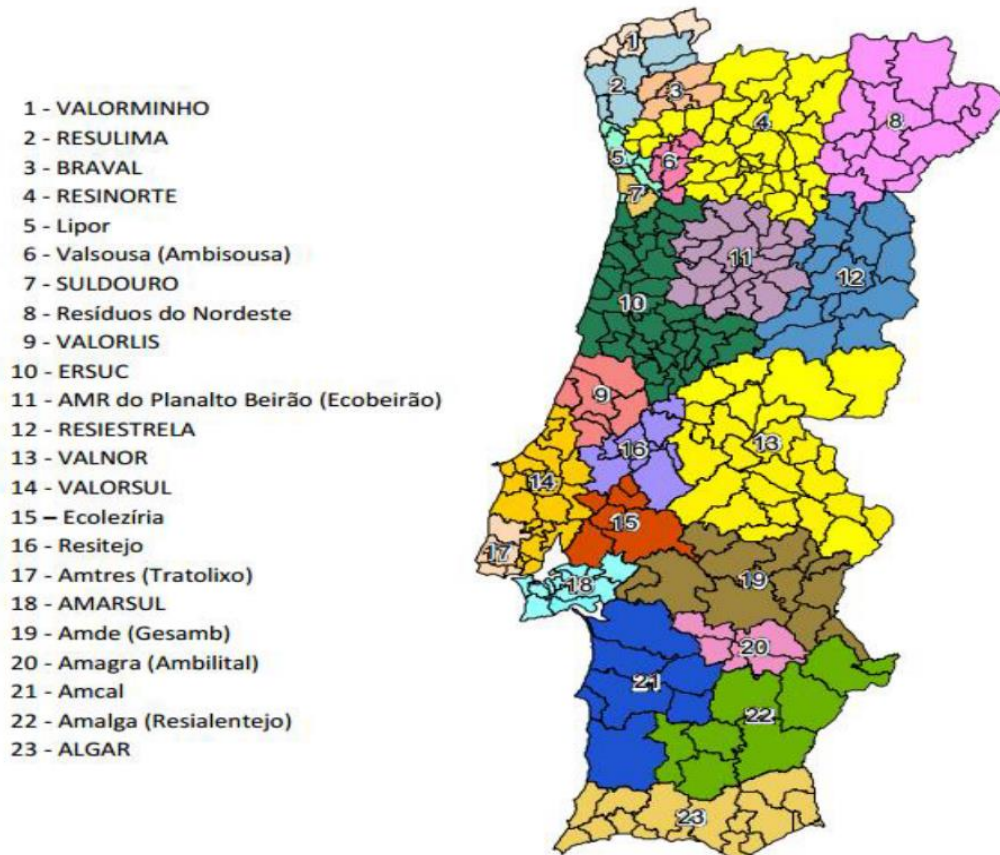 1 - VALORMINHO
2 - RESULIMA
3 - BRAVAL
4 - RESINORTE
5 - Lipor
6 - Valsousa (Ambisousa)
7 - SULDOURO
8 - Resíduos do Nordeste
9 - VALORLIS
10 - ERSUC
11 - AMR do Planalto Beirão (Ecobeirão)
12 - RESIESTRELA
13 - VALNOR
14 - VALORSUL
15 – Ecolezíria
16 - Resitejo
17 - Amtres (Tratolixo)
18 - AMARSUL
19 - Amde (Gesamb)
20 - Amagra (Ambilital)
21 - Amcal
22 - Amalga (Resialentejo)
23 - ALGAR
1
2
3
4
8
5
6
7
11
12
10
9
13
16
14
15
17
18
19
20
21
22
23